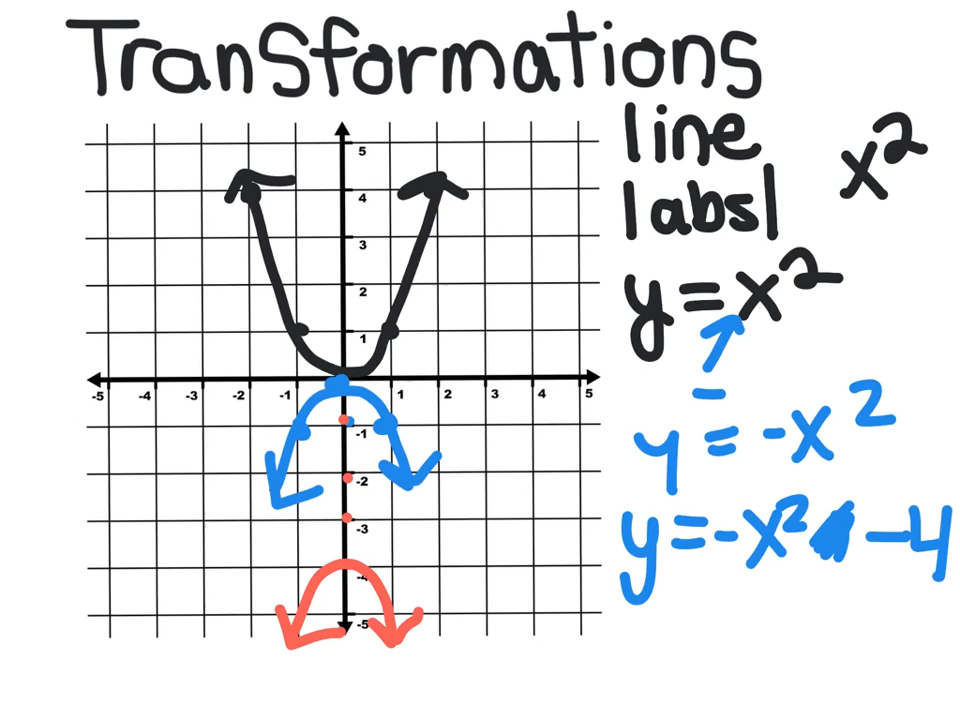 Transformations
line
|abs|
x²
y = x²
-
y = -x²
y = -x² - 4
5
4
3
2
1
-5 -4 -3 -2 -1 1 2 3 4 5
-1
-2
-3
-4
-5